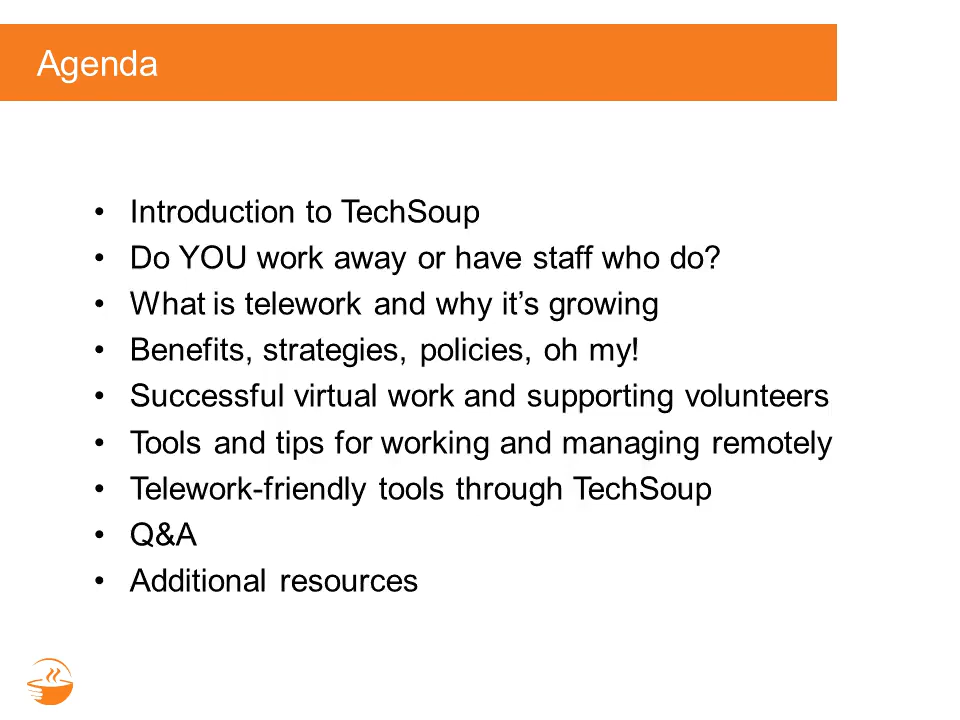 Agenda
• Introduction to TechSoup
• Do YOU work away or have staff who do?
• What is telework and why it’s growing
• Benefits, strategies, policies, oh my!
• Successful virtual work and supporting volunteers
• Tools and tips for working and managing remotely
• Telework-friendly tools through TechSoup
• Q&A
• Additional resources